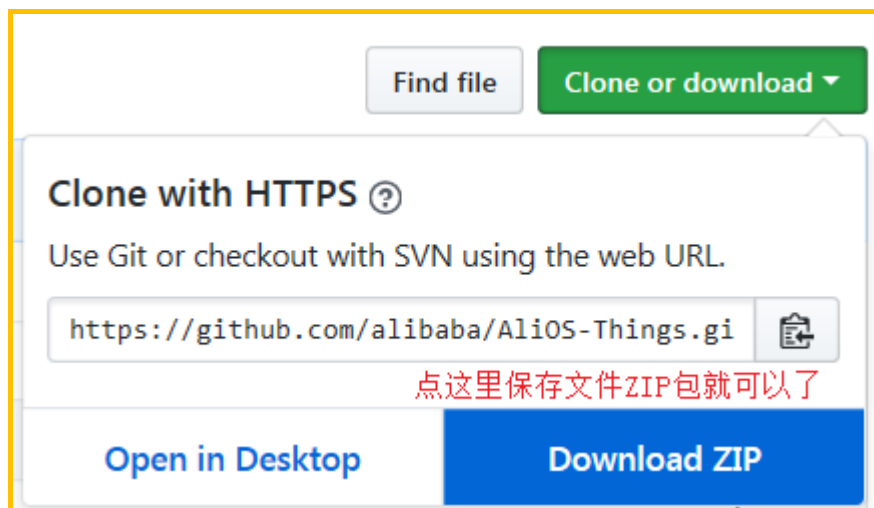 Find file
Clone or download
Clone with HTTPS
Use Git or checkout with SVN using the web URL.
https://github.com/alibaba/AliOS-Things.gi
点这里保存文件ZIP包就可以了
Open in Desktop
Download ZIP